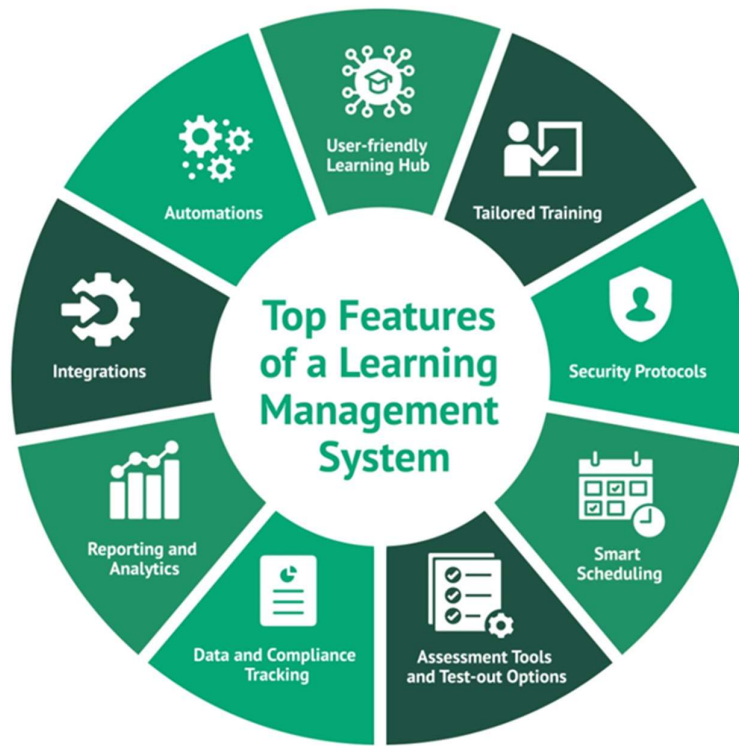 Top Features
of a Learning
Management
System
User-friendly
Learning Hub
Tailored Training
Security Protocols
Smart
Scheduling
Assessment Tools
and Test-out Options
Data and Compliance
Tracking
Reporting and
Analytics
Integrations
Automations